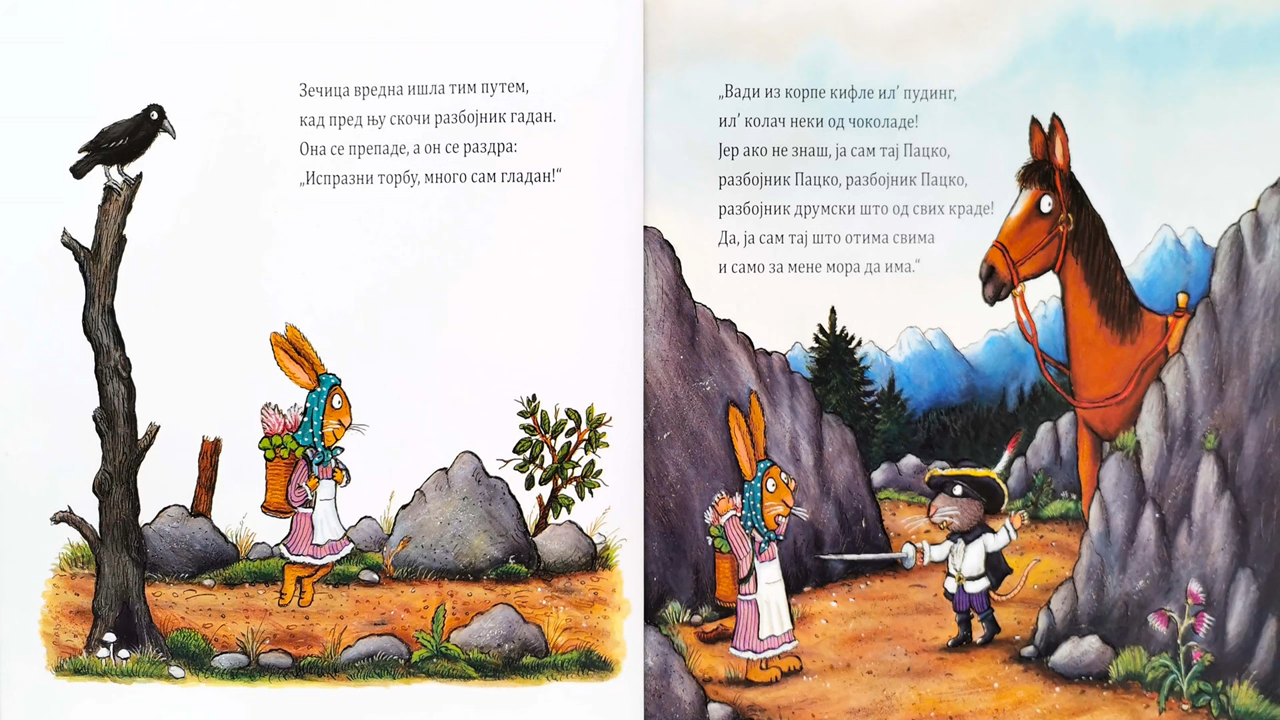 Зечица вредна ишла тим путем,
кад пред њу скочи разбојник гадан.
Она се препаде, а он се раздра:
„Испразни торбу, много сам гладан!“
„Вади из корпе кифле ил’ пудинг,
ил’ колач неки од чоколаде!
Јер ако не знаш, ја сам тај Пацко,
разбојник Пацко, разбојник Пацко,
разбојник друмски што од свих краде!
Да, ја сам тај што отима свима
и само за мене мора да има.“